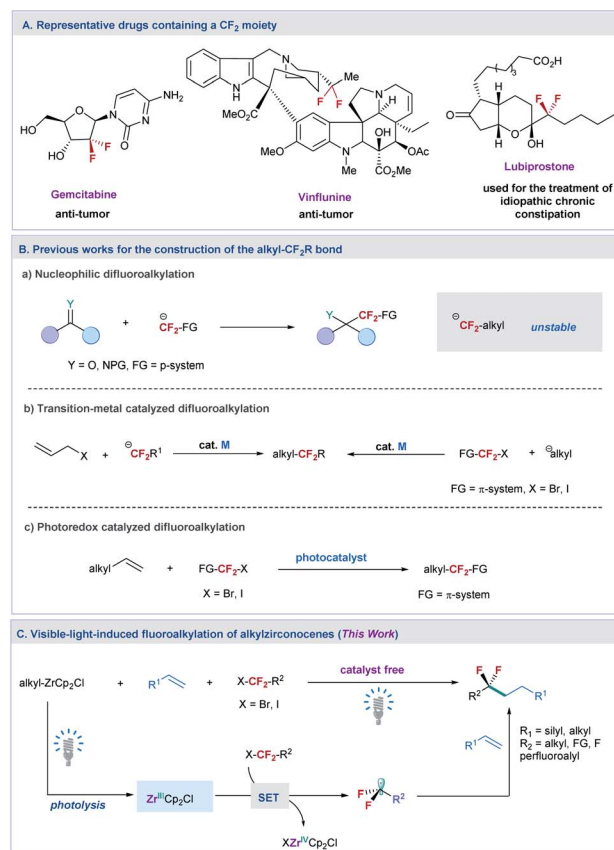 A. Representative drugs containing a CF2 moiety
N
Me
F
F
N
H
MeO2C
H
N
OH
OAc
CO2Me
N
Me
MeO
NH2
N
N
O
O
HO
HO
F
F
CO2H
( )3
O
H
H
O
OH
F
F
Gemcitabine
anti-tumor
Vinflunine
anti-tumor
Lubiprostone
used for the treatment of
idiopathic chronic
constipation
B. Previous works for the construction of the alkyl-CF2R bond
a) Nucleophilic difluoroalkylation
Y
+
⊖
CF2-FG
Y
CF2-FG
⊖
CF2-alkyl
unstable
Y = O, NPG, FG = p-system
b) Transition-metal catalyzed difluoroalkylation
X
+
⊖
CF2R1
cat. M
alkyl-CF2R
cat. M
FG-CF2-X
+
⊖
alkyl
FG = π-system, X = Br, I
c) Photoredox catalyzed difluoroalkylation
alkyl
+
FG-CF2-X
photocatalyst
alkyl-CF2-FG
X = Br, I
FG = π-system
C. Visible-light-induced fluoroalkylation of alkylzirconocenes (This Work)
alkyl-ZrCp2Cl
+
R1
+
X-CF2-R2
X = Br, I
catalyst free
F
F
R2
R1
R1
R1 = silyl, alkyl
R2 = alkyl, FG, F
perfluoroalyl
X-CF2-R2
photolysis
ZrIIICp2Cl
SET
F
F
R2
XZrIVCp2Cl